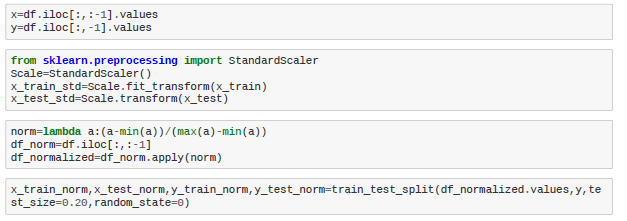 x=df.iloc[:,:-1].values
y=df.iloc[:,-1].values
from sklearn.preprocessing import StandardScaler
Scale=StandardScaler()
x_train_std=Scale.fit_transform(x_train)
x_test_std=Scale.transform(x_test)
norm=lambda a:(a-min(a))/(max(a)-min(a))
df_norm=df.iloc[:,:-1]
df_normalized=df_norm.apply(norm)
x_train_norm,x_test_norm,y_train_norm,y_test_norm=train_test_split(df_normalized.values,y,te
st_size=0.20,random_state=0)